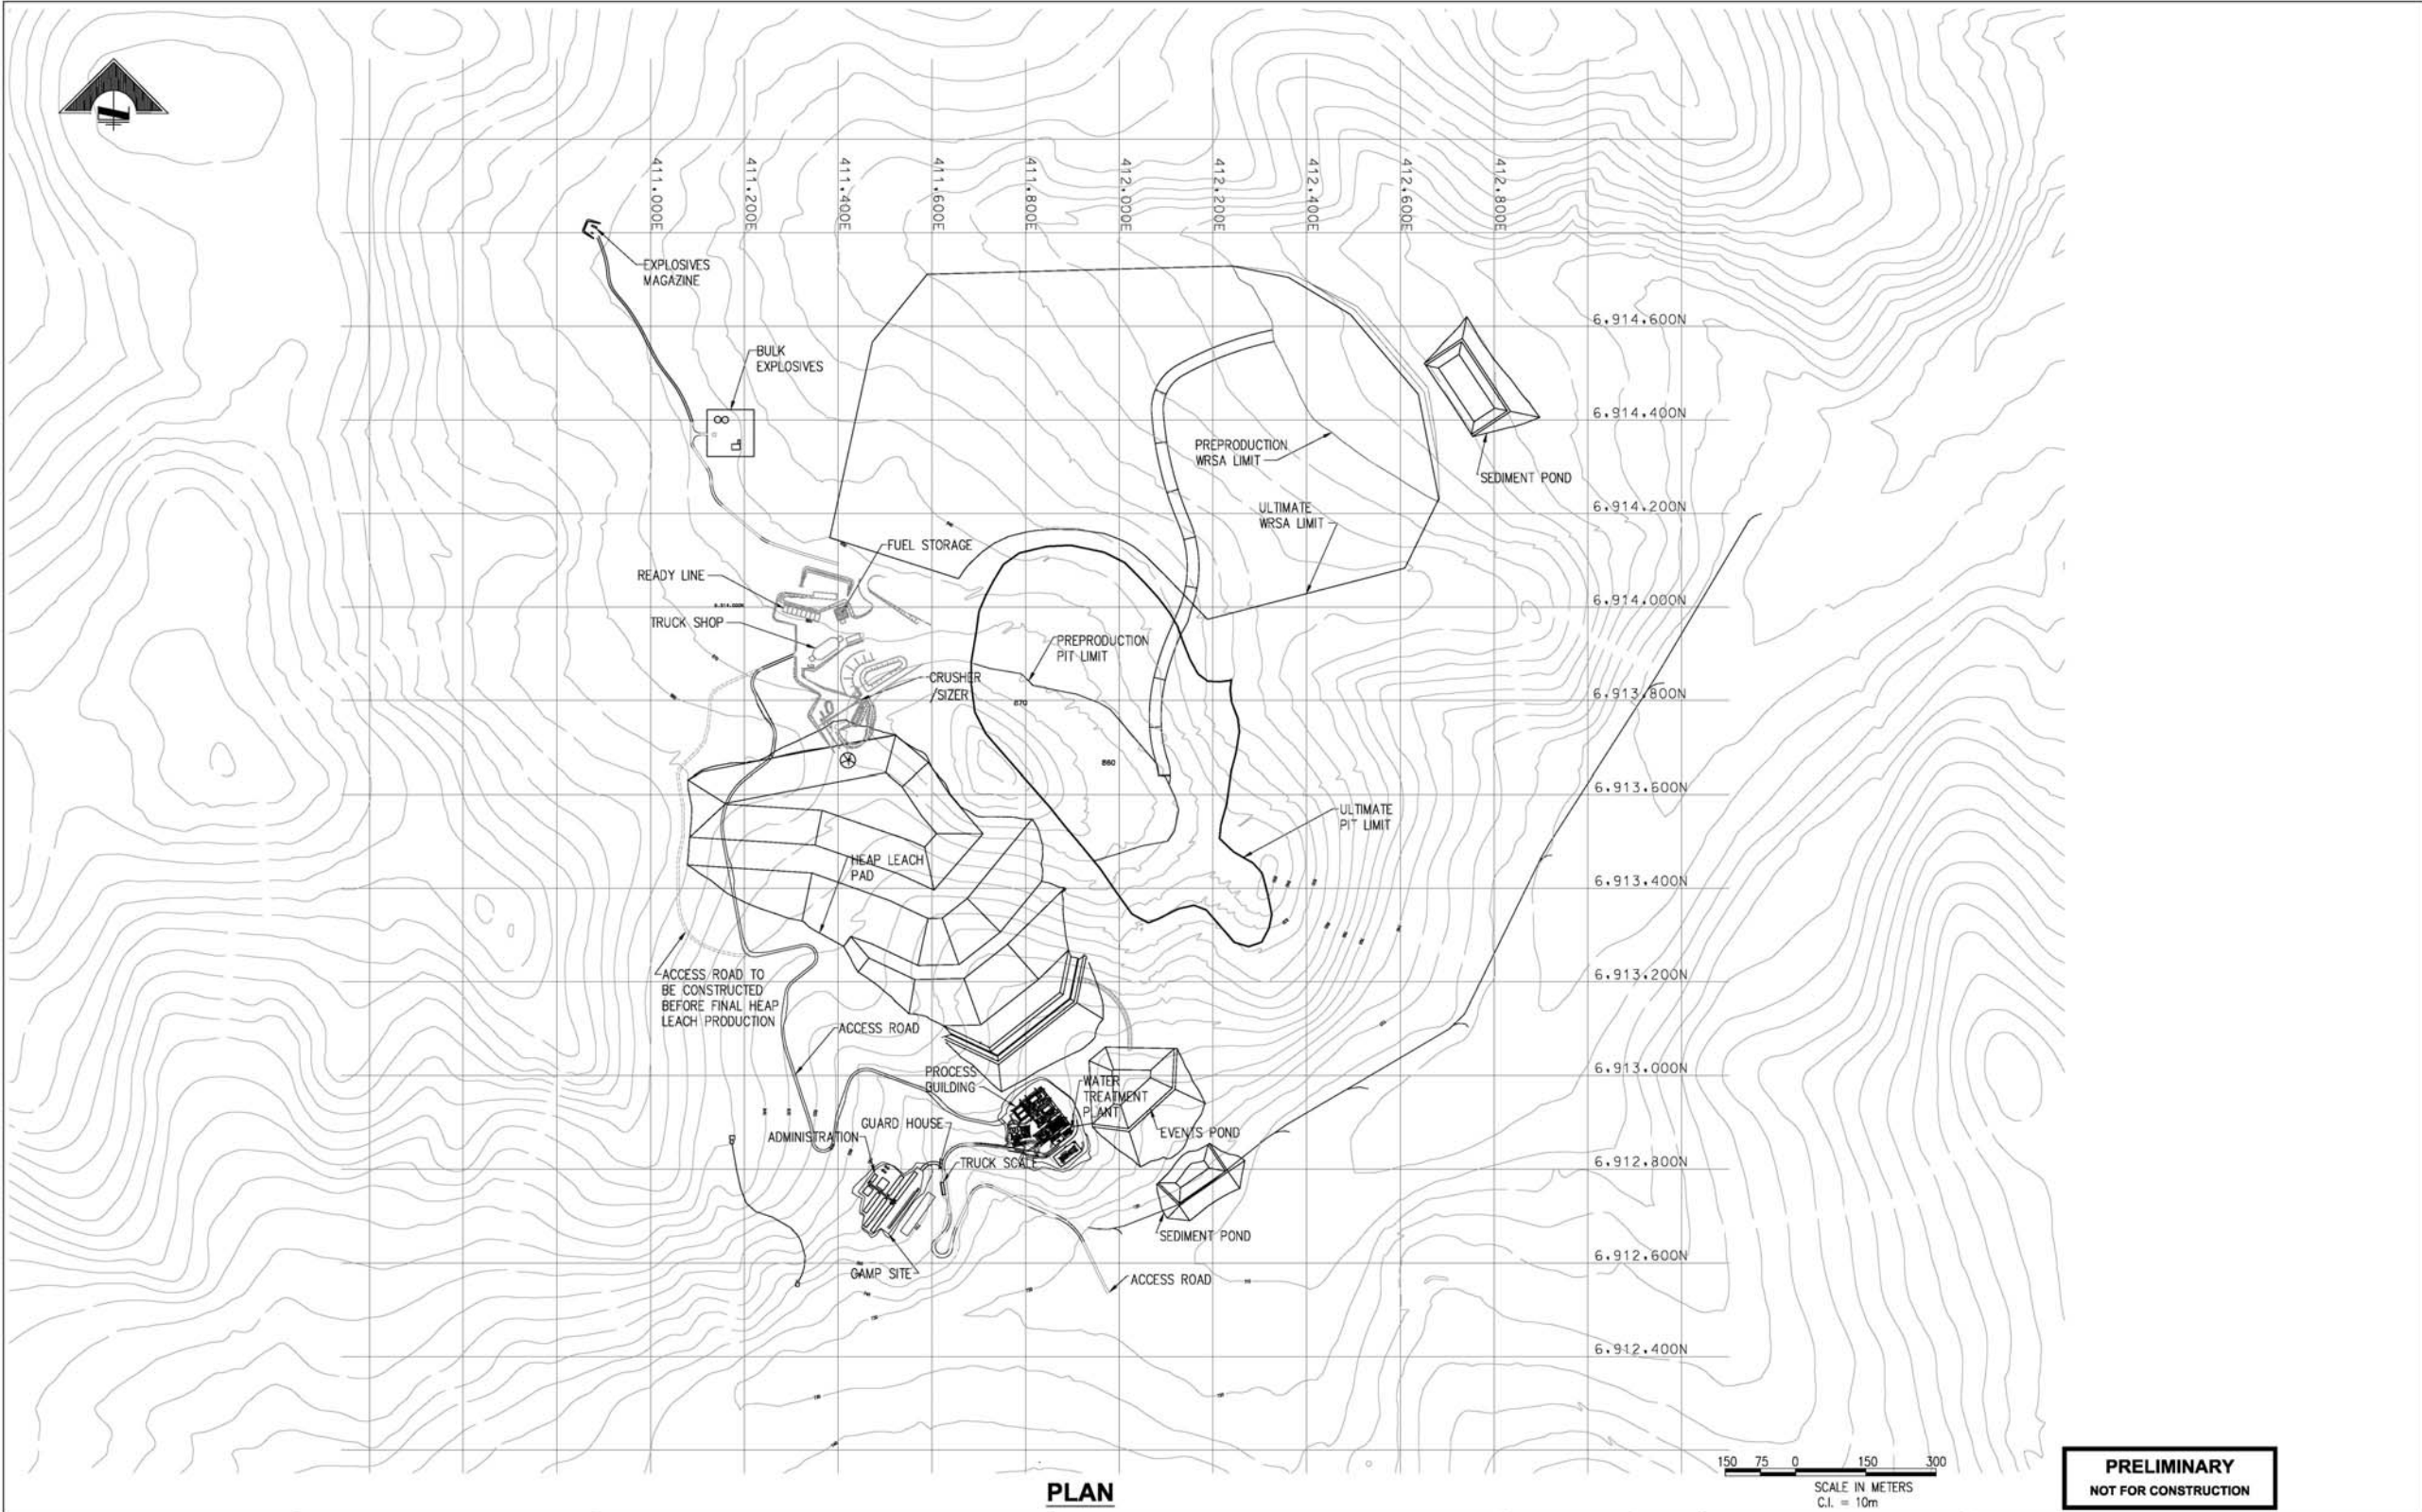 411,000E
411,200E
411,400E
411,600E
411,800E
412,000E
412,200E
412,400E
412,600E
412,800E
EXPLOSIVES
MAGAZINE
6,914,600N
BULK
EXPLOSIVES
6,914,400N
PREPRODUCTION
WRSA LIMIT
SEDIMENT POND
ULTIMATE
WRSA LIMIT
6,914,200N
FUEL STORAGE
READY LINE
6,914,000N
6,914,000N
TRUCK SHOP
PREPRODUCTION
PIT LIMIT
CRUSHER
/SIZER
6,913,800N
870
860
6,913,600N
ULTIMATE
PIT LIMIT
HEAP LEACH
PAD
6,913,400N
ACCESS ROAD TO
BE CONSTRUCTED
BEFORE FINAL HEAP
LEACH PRODUCTION
6,913,200N
ACCESS ROAD
PROCESS
BUILDING
WATER
TREATMENT
PLANT
6,913,000N
GUARD HOUSE
ADMINISTRATION
EVENTS POND
TRUCK SCALE
6,912,800N
SEDIMENT POND
CAMP SITE
ACCESS ROAD
6,912,600N
6,912,400N
PLAN
150 75 0 150 300
SCALE IN METERS
C.I. = 10m
PRELIMINARY
NOT FOR CONSTRUCTION